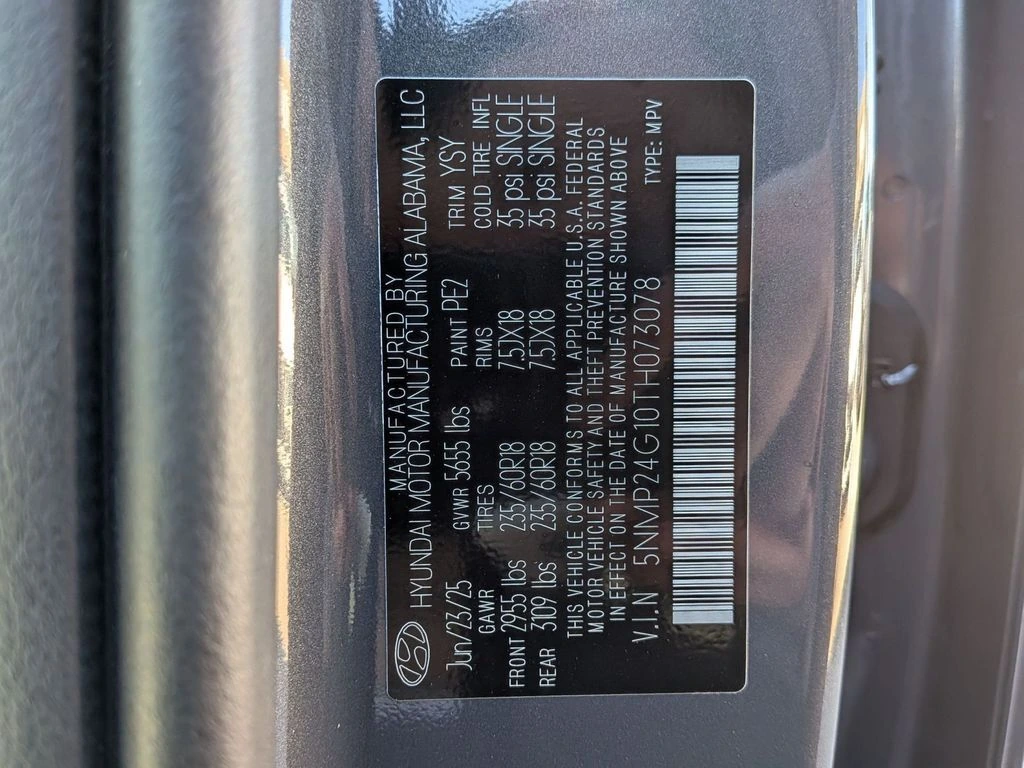 MANUFACTURED BY
HYUNDAI MOTOR MANUFACTURING ALABAMA, LLC
Jun/23/25 GVWR 5655 lbs PAINT PE2 TRIM YSY
GAWR TIRES RIMS COLD TIRE INFL
FRONT 2955 lbs 235/60R18 7.5JX18 35 psi SINGLE
REAR 3109 lbs 235/60R18 7.5JX18 35 psi SINGLE
THIS VEHICLE CONFORMS TO ALL APPLICABLE U.S.A. FEDERAL
MOTOR VEHICLE SAFETY AND THEFT PREVENTION STANDARDS
IN EFFECT ON THE DATE OF MANUFACTURE SHOWN ABOVE
V.I.N 5NMP24G10TH073078 TYPE: MPV